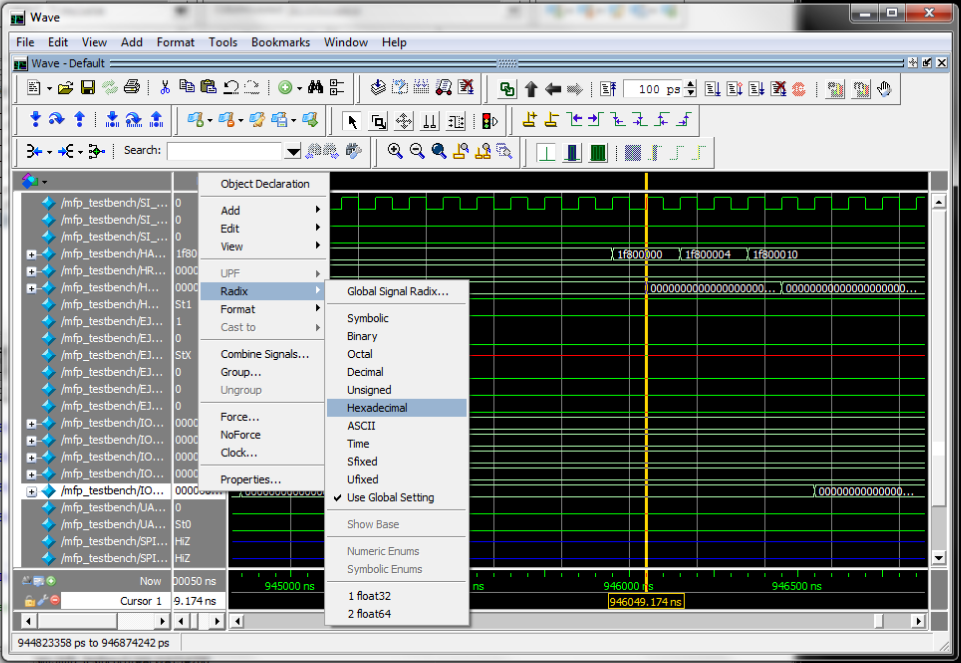 Wave
File Edit View Add Format Tools Bookmarks Window Help
Wave - Default
100 ps
Search:
/mfp_testbench/SI_... 0
/mfp_testbench/SI_... 0
/mfp_testbench/SI_... 0
/mfp_testbench/HA... 1f80
/mfp_testbench/HR... 0000
/mfp_testbench/H... 0000
/mfp_testbench/H... St1
/mfp_testbench/EJ... 1
/mfp_testbench/EJ... 0
/mfp_testbench/EJ... StX
/mfp_testbench/EJ... 0
/mfp_testbench/EJ... 0
/mfp_testbench/EJ... 0
/mfp_testbench/IO... 0000
/mfp_testbench/IO... 0000
/mfp_testbench/IO... 0000
/mfp_testbench/IO... 0000
/mfp_testbench/IO...
/mfp_testbench/UA... 0
/mfp_testbench/UA... St0
/mfp_testbench/SPI... HiZ
/mfp_testbench/SPI... HiZ
Object Declaration
Add
Edit
View
UPF
Radix
Format
Cast to
Combine Signals...
Group...
Ungroup
Force...
NoForce
Clock...
Properties...
Global Signal Radix...
Symbolic
Binary
Octal
Decimal
Unsigned
Hexadecimal
ASCII
Time
Sfixed
Ufixed
Use Global Setting
Show Base
Numeric Enums
Symbolic Enums
1 float32
2 float64
1f800000 1f800004 1f800010
Now 00050 ns
Cursor 1 9.174 ns
945000 ns ns 946000 ns 946500 ns
946049.174 ns
944823358 ps to 946874242 ps